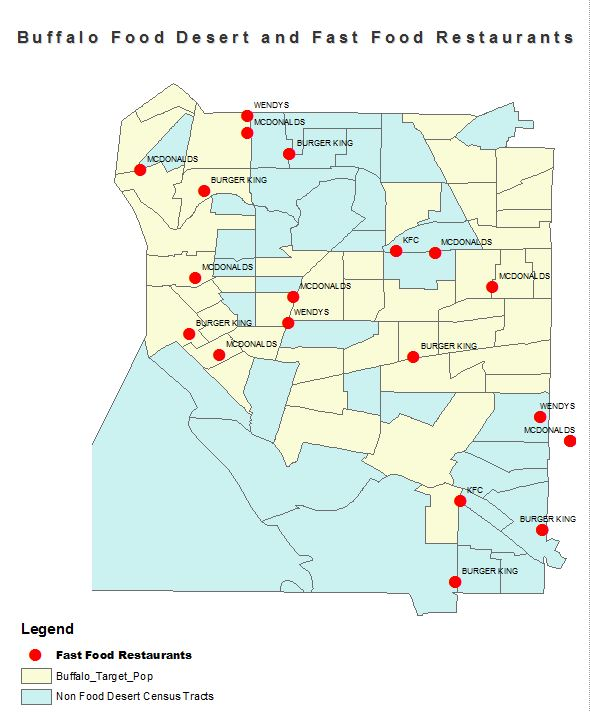 Buffalo Food Desert and Fast Food Restaurants
WENDYS
MCDONALDS
BURGER KING
MCDONALDS
BURGER KING
KFC
MCDONALDS
MCDONALDS
MCDONALDS
MCDONALDS
WENDYS
BURGER KING
MCDONALDS
BURGER KING
WENDYS
MCDONALDS
KFC
BURGER KING
BURGER KING
Legend
Fast Food Restaurants
Buffalo_Target_Pop
Non Food Desert Census Tracts